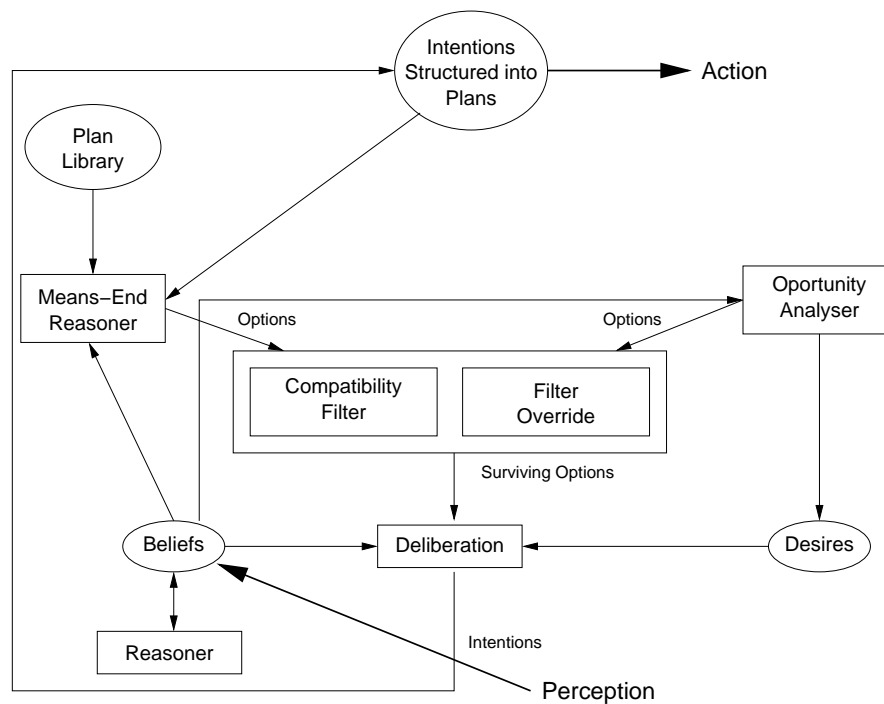 Intentions
Structured into
Plans
Action
Plan
Library
Means−End
Reasoner
Oportunity
Analyser
Options
Options
Compatibility
Filter
Filter
Override
Surviving Options
Beliefs
Deliberation
Desires
Reasoner
Intentions
Perception